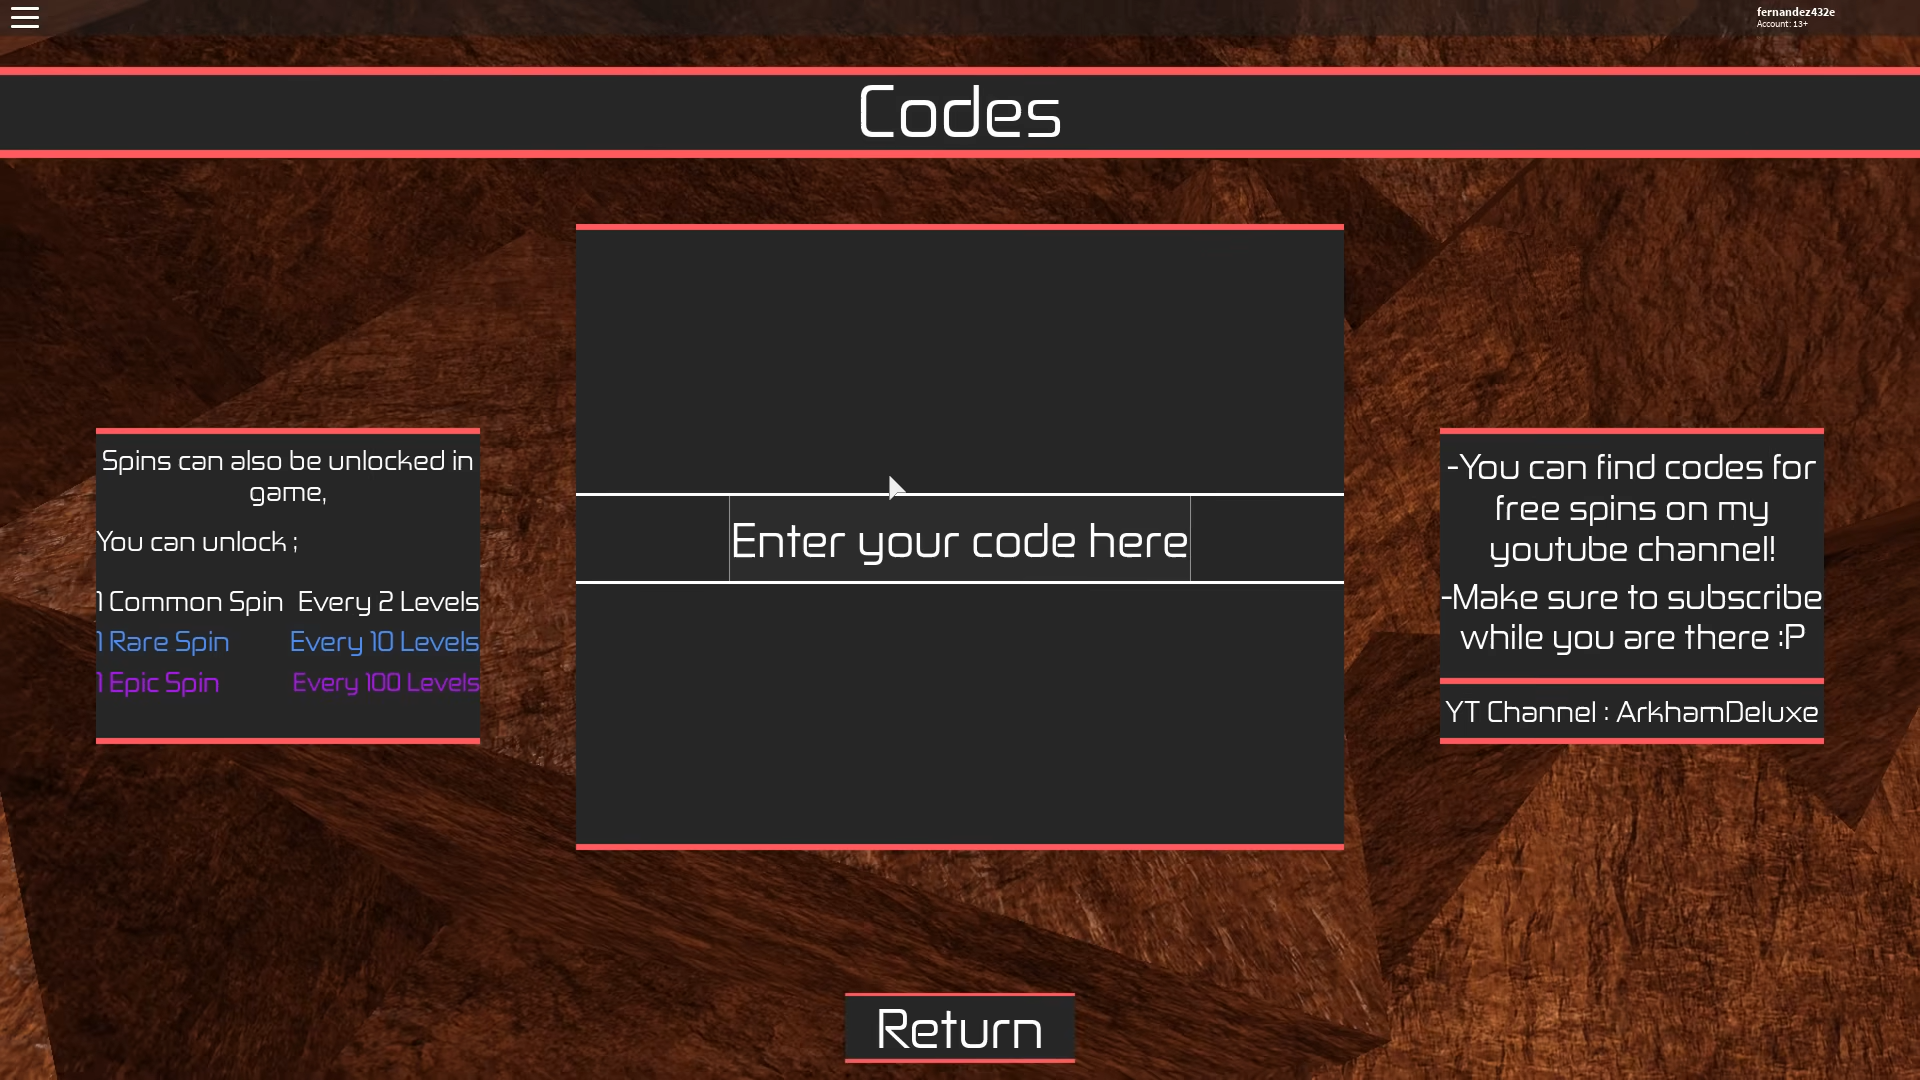 fernandez432e
Account: 13+
Codes
Spins can also be unlocked in
game,
You can unlock ;
1 Common Spin Every 2 Levels
1 Rare Spin Every 10 Levels
1 Epic Spin Every 100 Levels
Enter your code here
-You can find codes for
free spins on my
youtube channel!
-Make sure to subscribe
while you are there :P
YT Channel : ArkhamDeluxe
Return